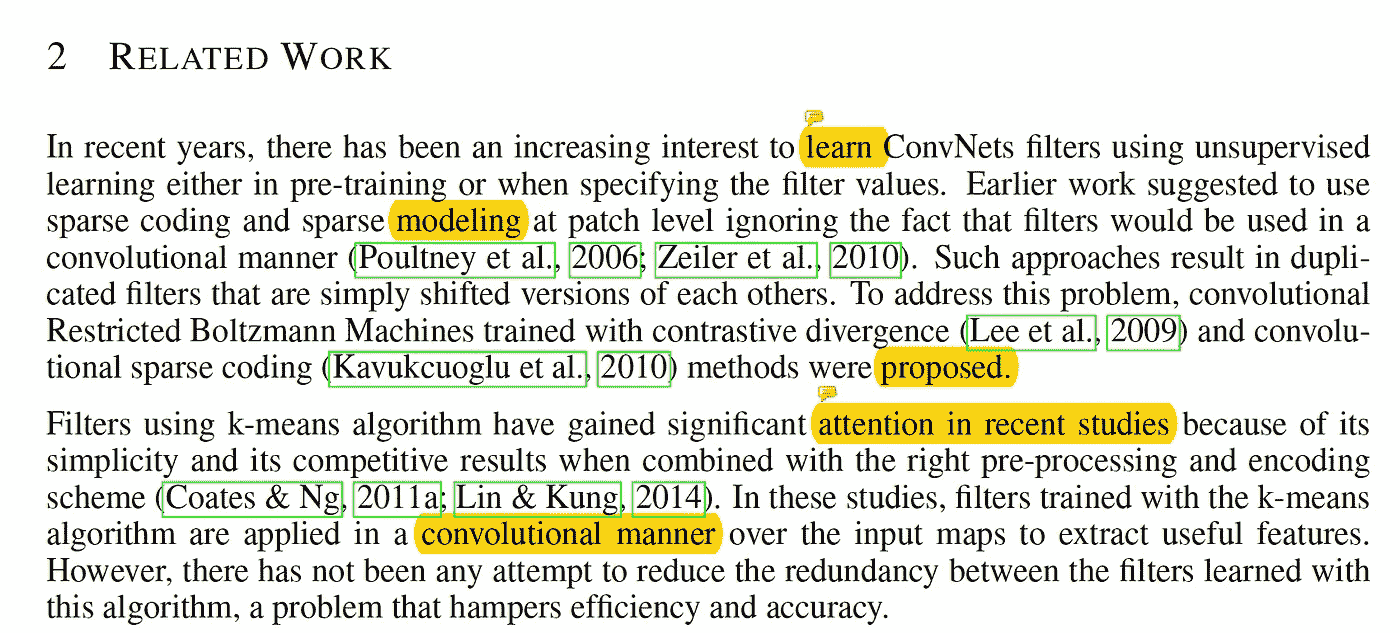 2 RELATED WORK
In recent years, there has been an increasing interest to learn ConvNets filters using unsupervised
learning either in pre-training or when specifying the filter values. Earlier work suggested to use
sparse coding and sparse modeling at patch level ignoring the fact that filters would be used in a
convolutional manner (Poultney et al., 2006; Zeiler et al., 2010). Such approaches result in dupli-
cated filters that are simply shifted versions of each others. To address this problem, convolutional
Restricted Boltzmann Machines trained with contrastive divergence (Lee et al., 2009) and convolu-
tional sparse coding (Kavukcuoglu et al., 2010) methods were proposed.
Filters using k-means algorithm have gained significant attention in recent studies because of its
simplicity and its competitive results when combined with the right pre-processing and encoding
scheme (Coates & Ng, 2011a; Lin & Kung, 2014). In these studies, filters trained with the k-means
algorithm are applied in a convolutional manner over the input maps to extract useful features.
However, there has not been any attempt to reduce the redundancy between the filters learned with
this algorithm, a problem that hampers efficiency and accuracy.